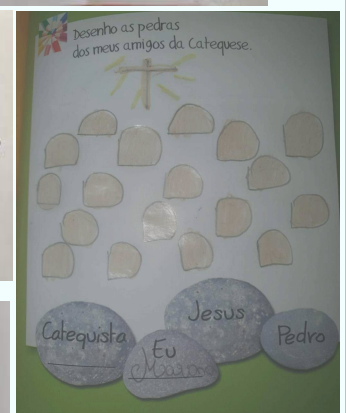 Desenho as pedras
dos meus amigos da Catequese.
Jesus
Catequista
Pedro
Eu